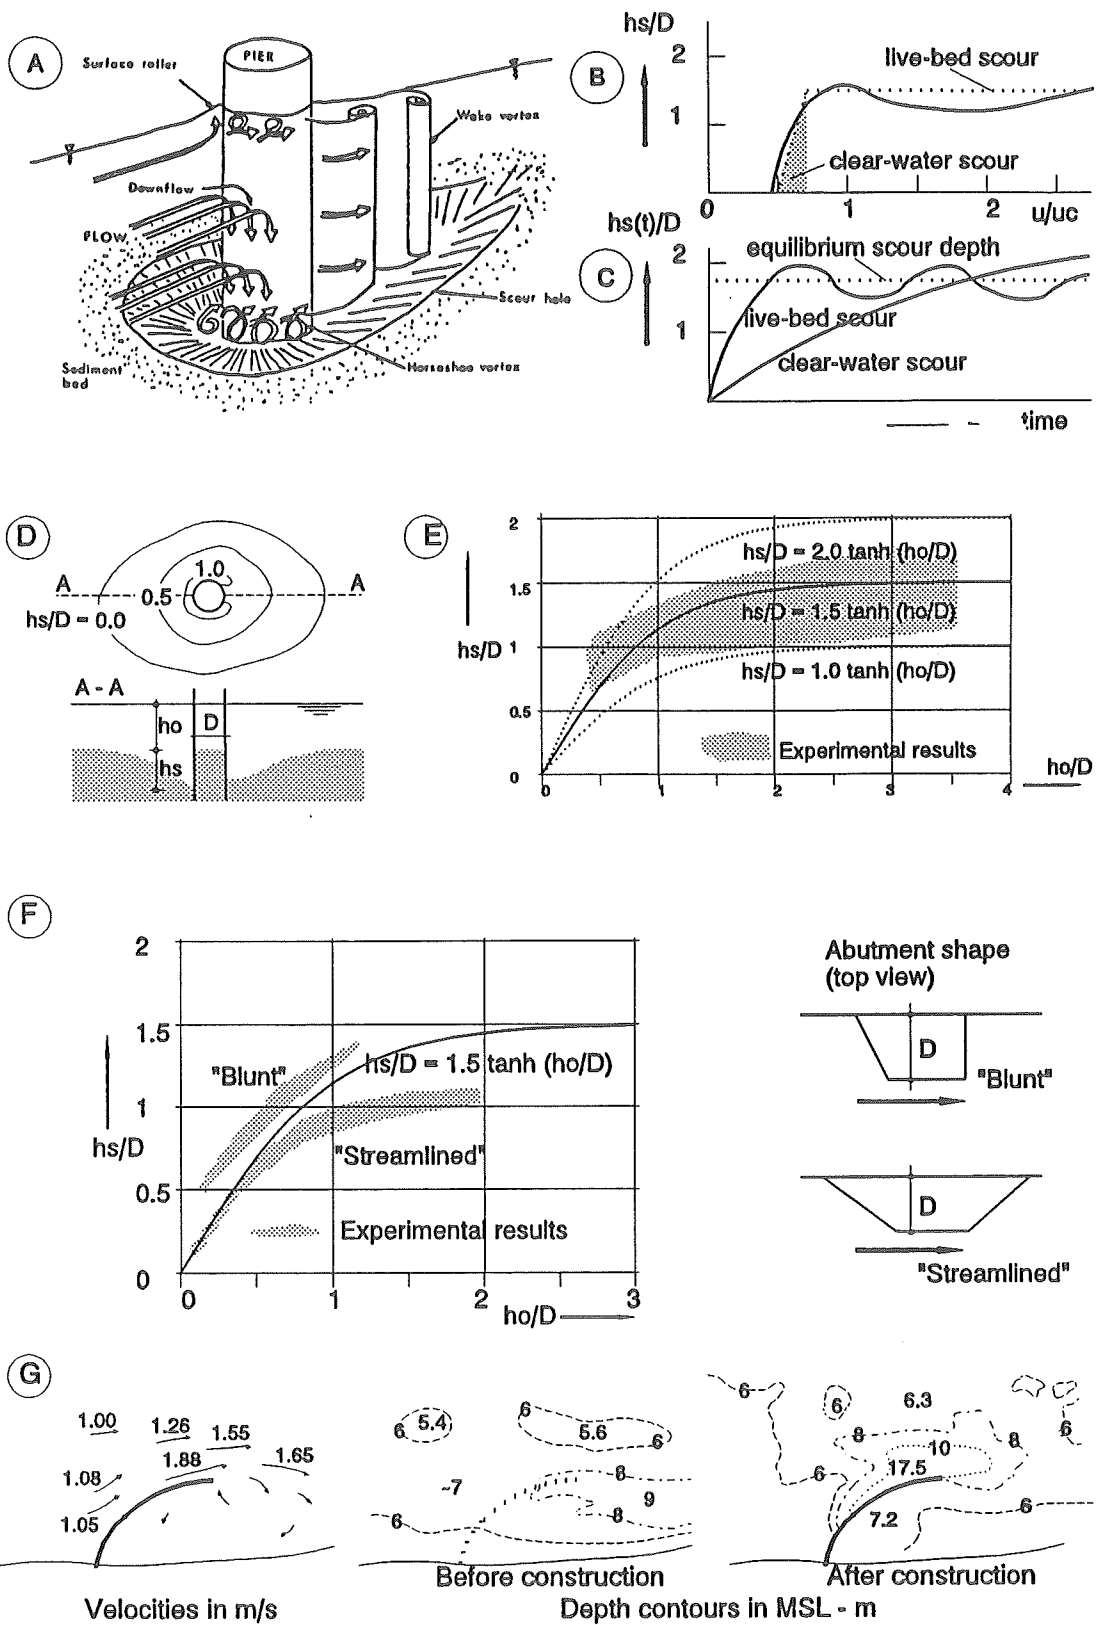 A
Surface roller
PIER
Wake vortex
Downflow
FLOW
Scour hole
Sediment
bed
Horseshoe vortex
B
hs/D
2
1
live-bed scour
clear-water scour
0
1
2
u/uc
C
hs(t)/D
2
1
equilibrium scour depth
live-bed scour
clear-water scour
time
D
A
A
1.0
0.5
hs/D = 0.0
A - A
ho
D
hs
E
2
1.5
hs/D
1
0.5
0
hs/D = 2.0 tanh (ho/D)
hs/D = 1.5 tanh (ho/D)
hs/D = 1.0 tanh (ho/D)
Experimental results
0
1
2
3
4
ho/D
F
2
1.5
1
hs/D
0.5
0
"Blunt"
hs/D = 1.5 tanh (ho/D)
"Streamlined"
Experimental results
0
1
2
3
ho/D
Abutment shape
(top view)
D
"Blunt"
D
"Streamlined"
G
1.00
1.26
1.55
1.88
1.65
1.08
1.05
Velocities in m/s
6
5.4
6
5.6
6
~7
8
9
8
6
Before construction
6
6
6.3
6
8
8
10
17.5
6
7.2
6
After construction
Depth contours in MSL - m